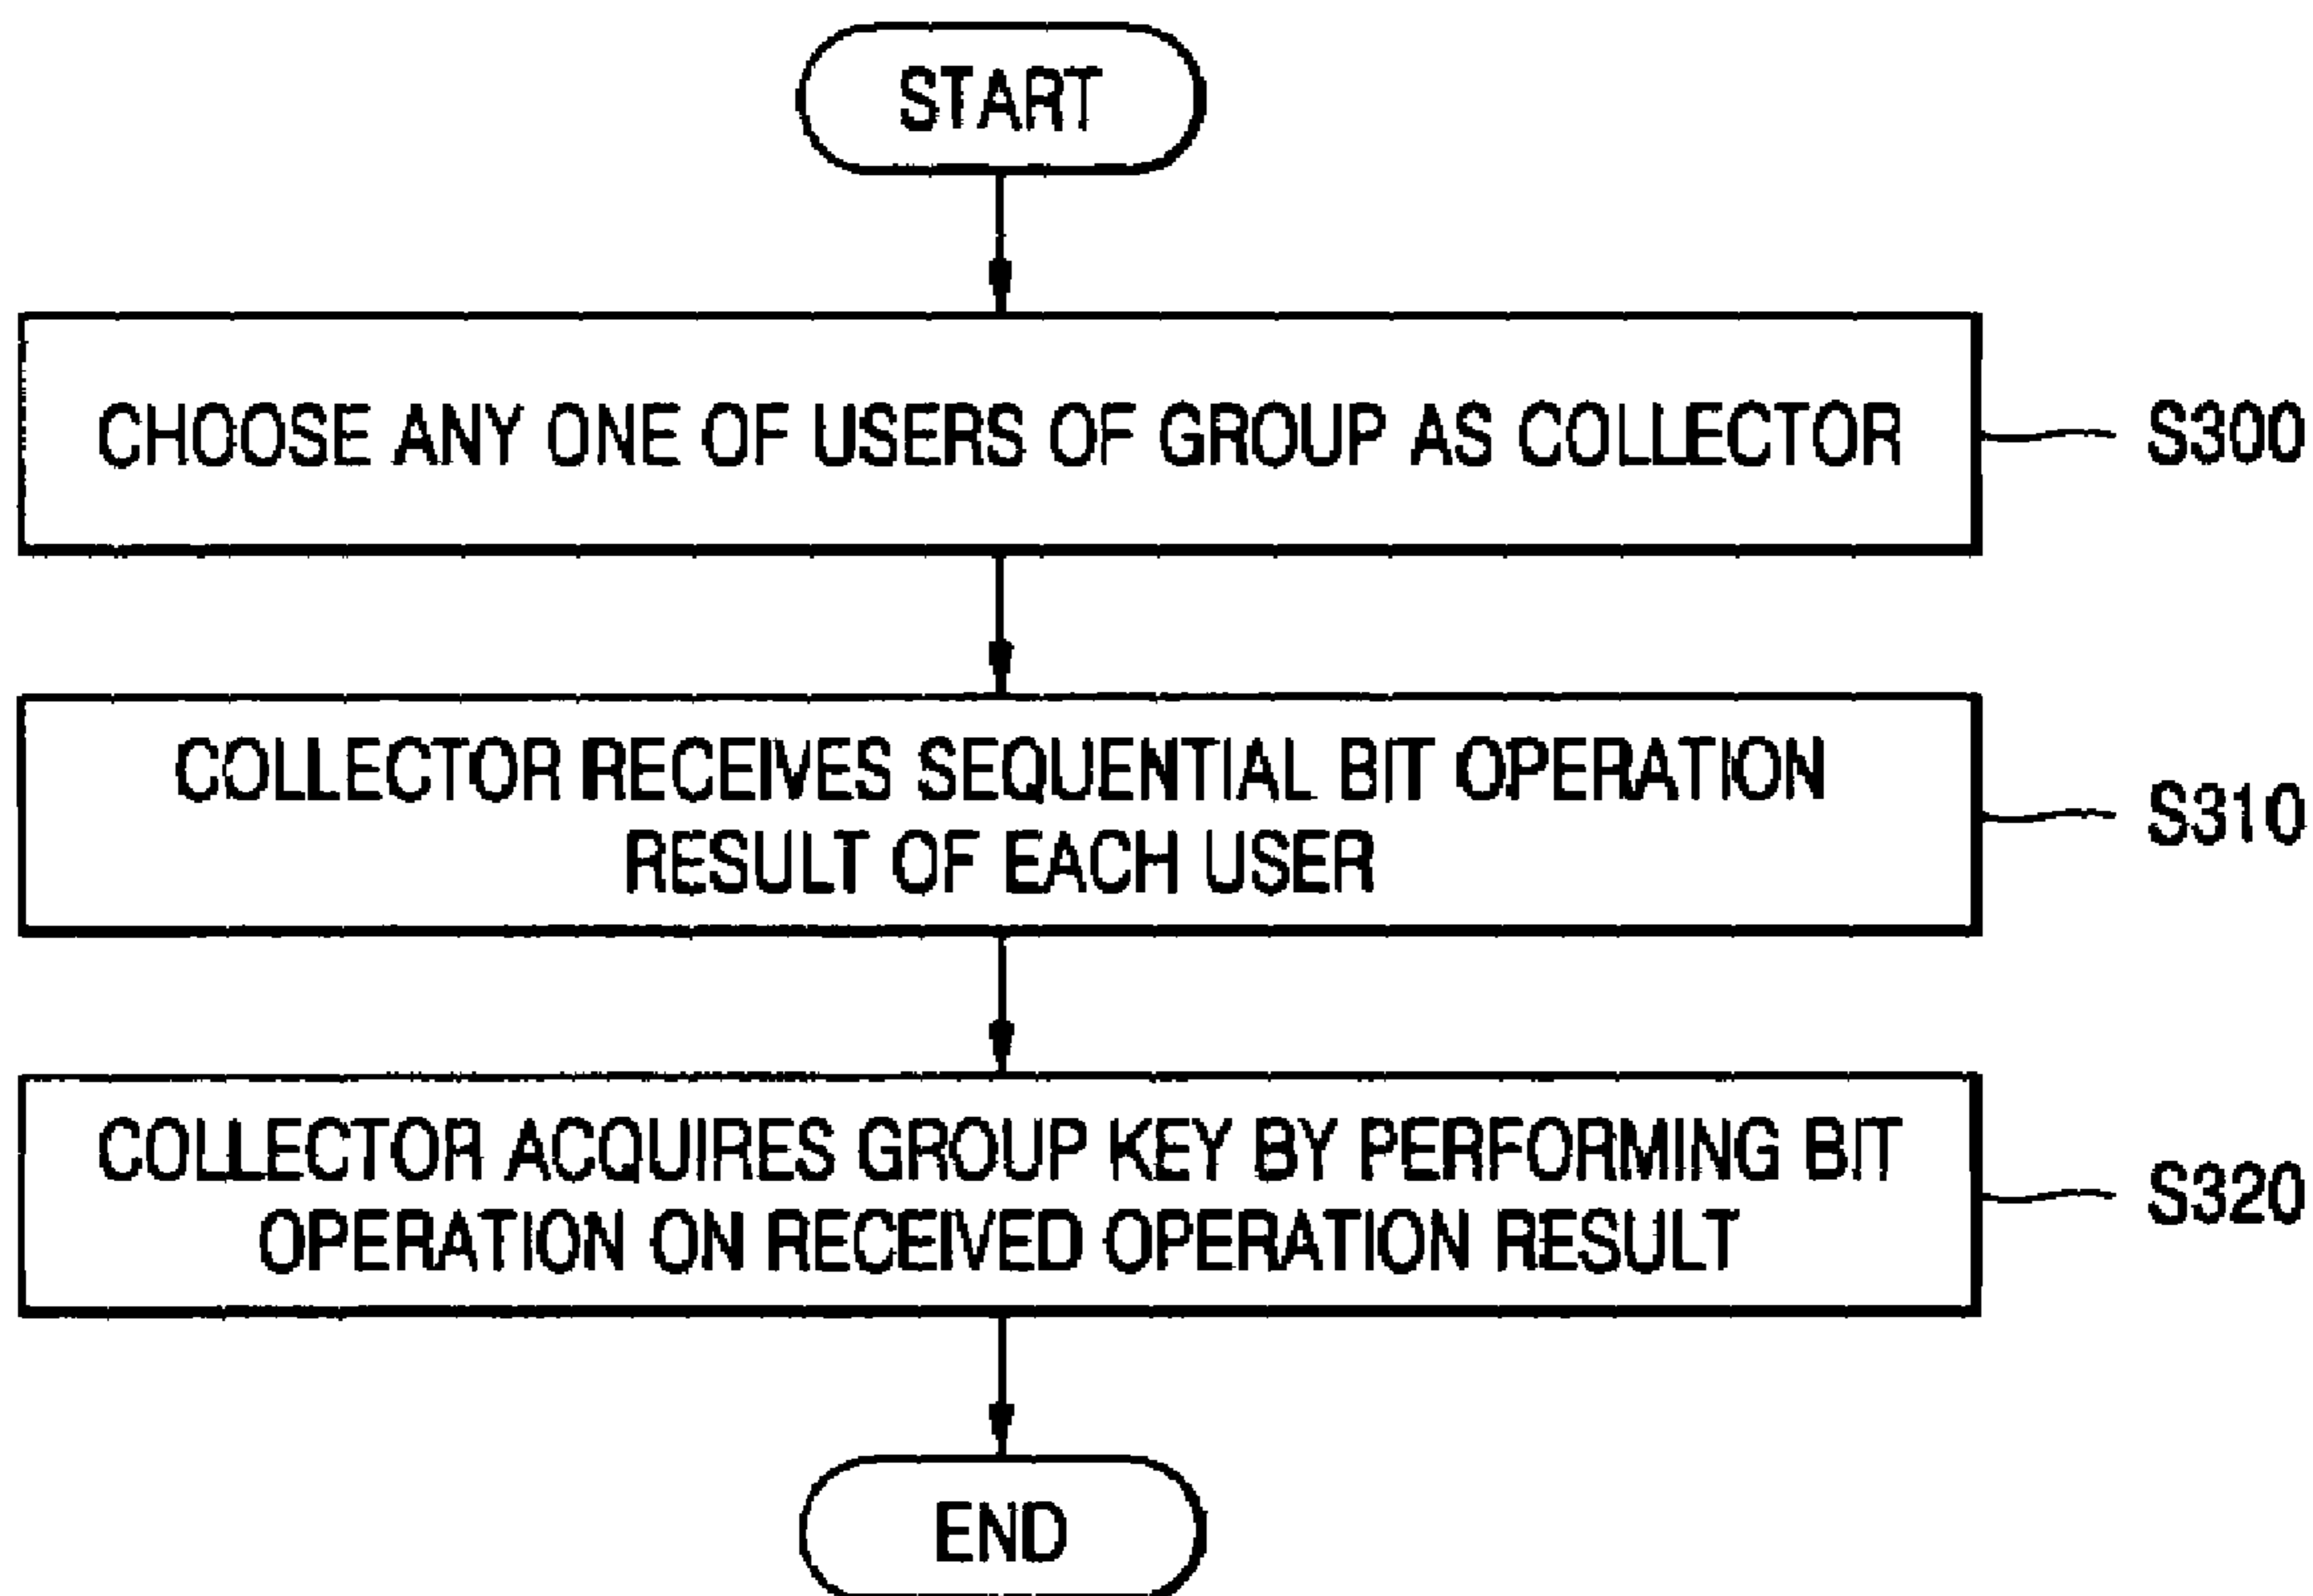 START
CHOOSE ANY ONE OF USERS OF GROUP AS COLLECTOR
S300
COLLECTOR RECEIVES SEQUENTIAL BIT OPERATION
RESULT OF EACH USER
S310
COLLECTOR ACQUIRES GROUP KEY BY PERFORMING BIT
OPERATION ON RECEIVED OPERATION RESULT
S320
END